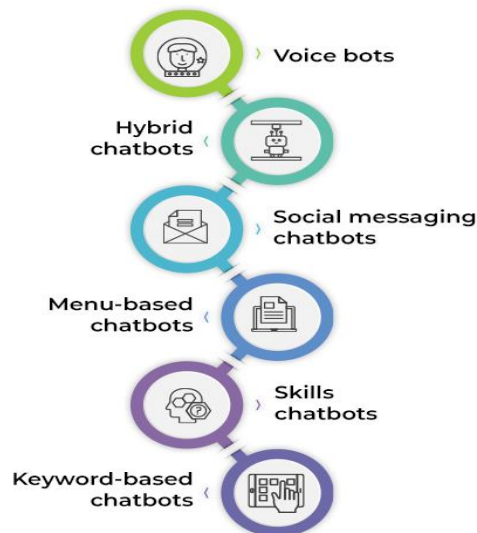 Voice bots
Hybrid
chatbots
Social messaging
chatbots
Menu-based
chatbots
Skills
chatbots
Keyword-based
chatbots